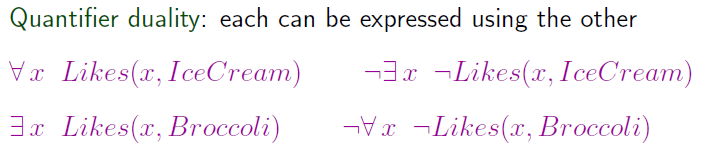 Quantifier duality: each can be expressed using the other
∀ x Likes(x, IceCream) ¬∃ x ¬Likes(x, IceCream)
∃ x Likes(x, Broccoli) ¬∀ x ¬Likes(x, Broccoli)